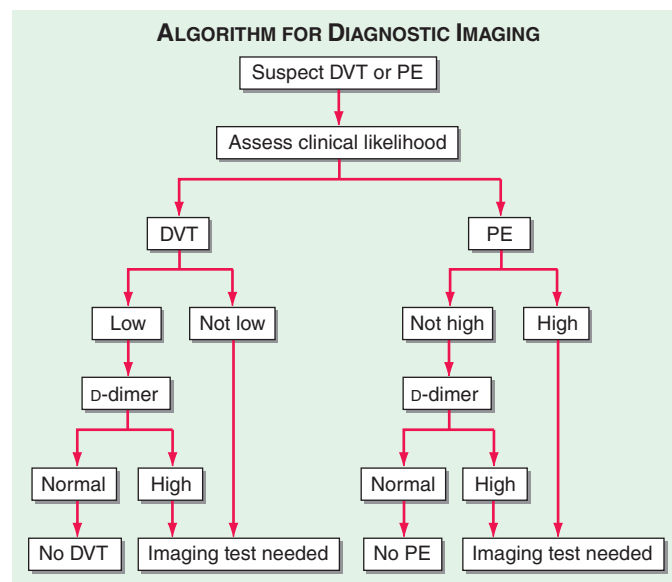 ALGORITHM FOR DIAGNOSTIC IMAGING
Suspect DVT or PE
Assess clinical likelihood
DVT
PE
Low
Not low
Not high
High
D-dimer
D-dimer
Normal
High
Normal
High
No DVT
Imaging test needed
No PE
Imaging test needed